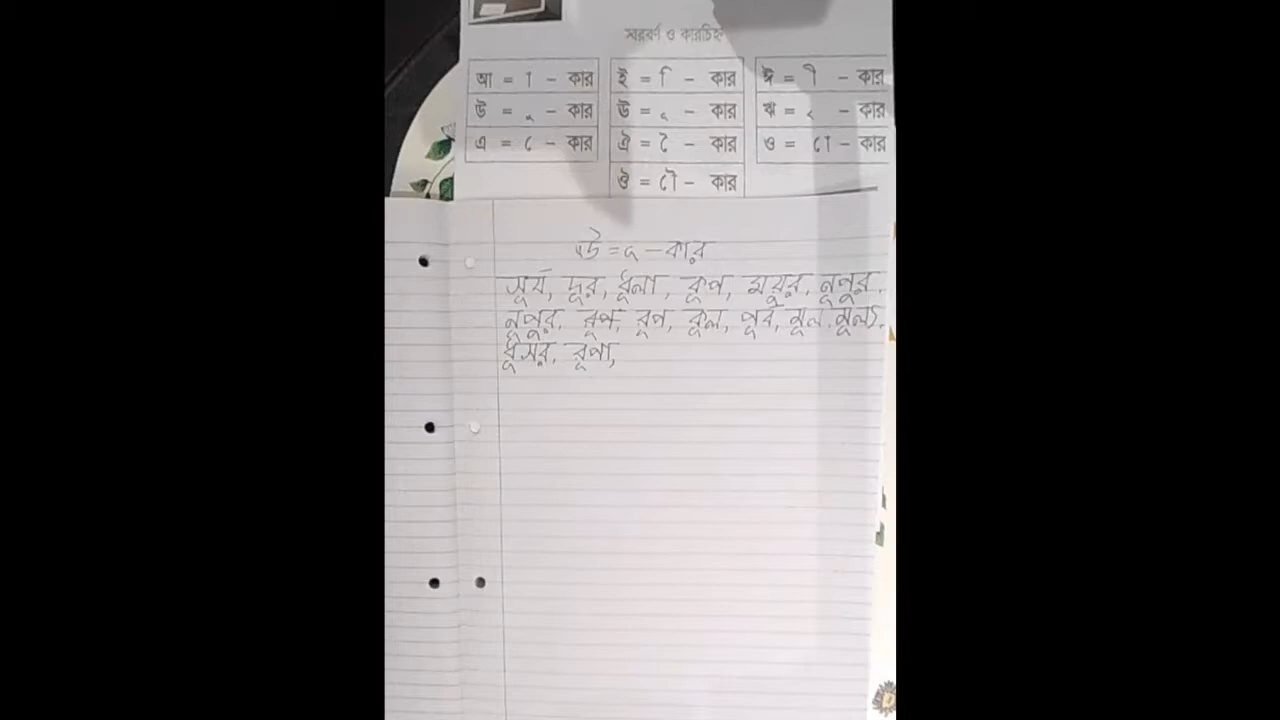 স্বরবর্ণ ও কারচিহ্ন
আ = া - কার
ই = ি - কার
ঈ = ী - কার
উ = ু - কার
ঊ = ূ - কার
ঋ = ৃ - কার
এ = ে - কার
ঐ = ৈ - কার
ও = ো - কার
ঔ = ৌ - কার
ঊ = ূ - কার
সূর্য, দূর, ধূলা, কূপ, ময়ূর, নূপুর,
নূপুর, রূপ, রূপ, কূল, পূর্ব, মূল, মূল্য,
ধূসর, রূপা,